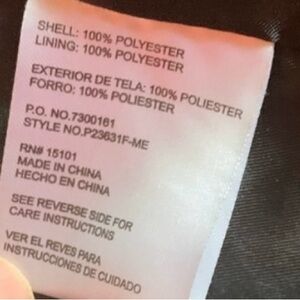 SHELL: 100% POLYESTER
LINING: 100% POLYESTER
EXTERIOR DE TELA: 100% POLIESTER
FORRO: 100% POLIESTER
P.O. NO.7300161
STYLE NO.P23631F-ME
RN# 15101
MADE IN CHINA
HECHO EN CHINA
SEE REVERSE SIDE FOR
CARE INSTRUCTIONS
VER EL REVES PARA
INSTRUCCIONES DE CUIDADO